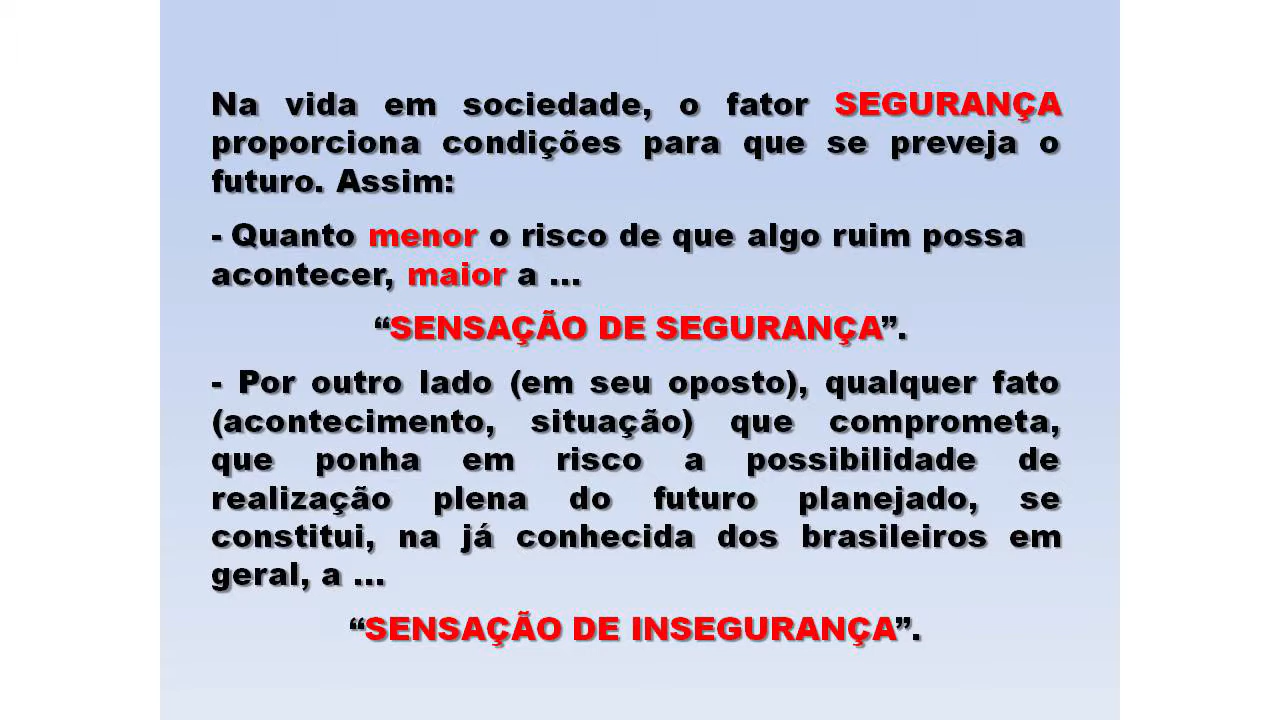 Na vida em sociedade, o fator SEGURANÇA
proporciona condições para que se preveja o
futuro. Assim:
- Quanto menor o risco de que algo ruim possa
acontecer, maior a ...
“SENSAÇÃO DE SEGURANÇA”.
- Por outro lado (em seu oposto), qualquer fato
(acontecimento, situação) que comprometa,
que ponha em risco a possibilidade de
realização plena do futuro planejado, se
constitui, na já conhecida dos brasileiros em
geral, a ...
“SENSAÇÃO DE INSEGURANÇA”.